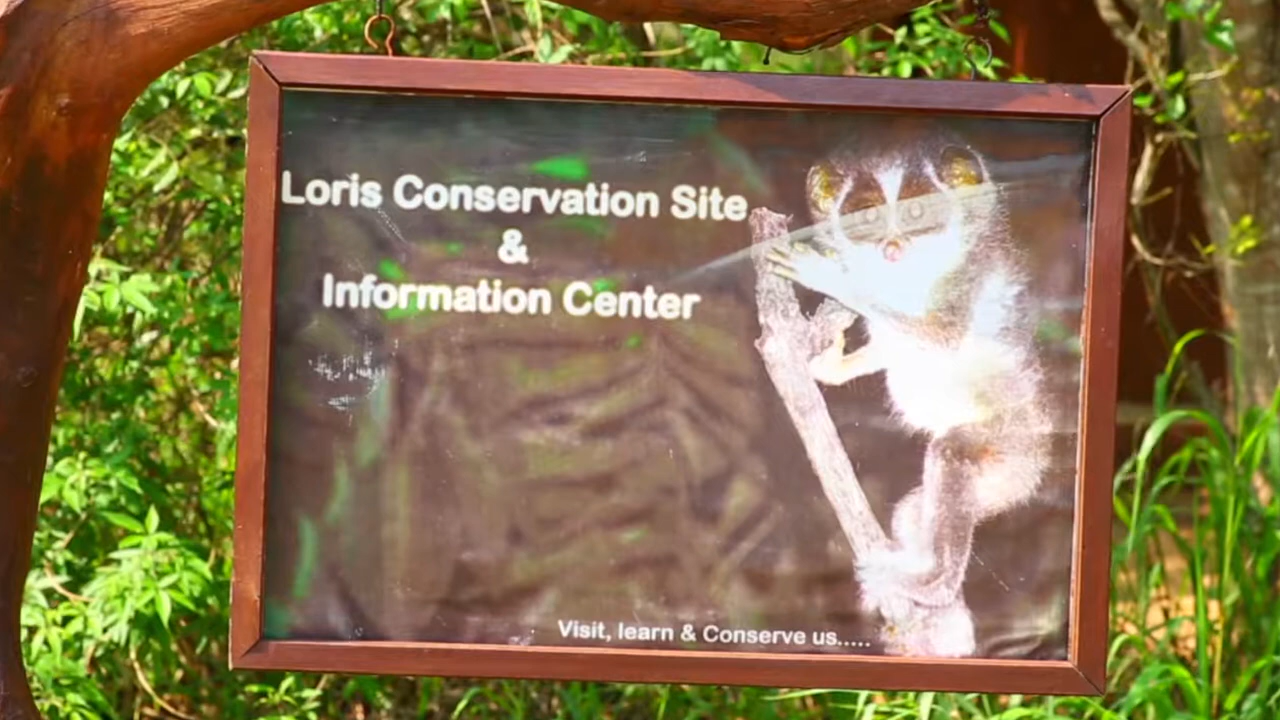 Loris Conservation Site
&
Information Center
Visit, learn & Conserve us.....